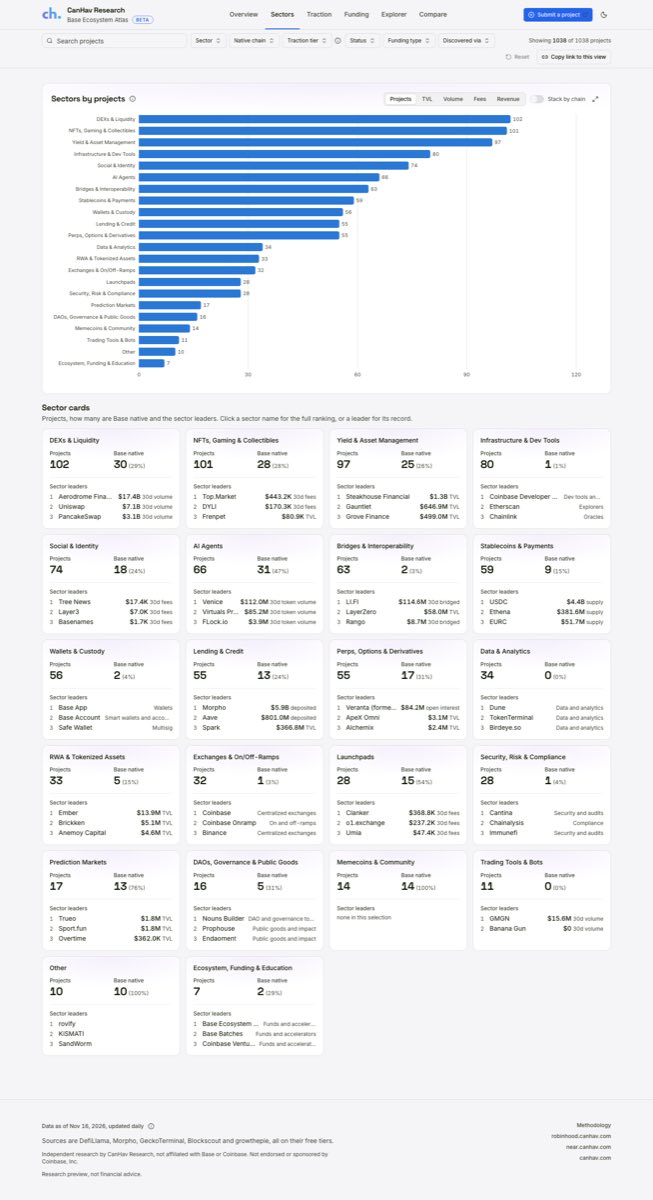 ch. CanHav Research
Base Ecosystem Atlas BETA
Overview Sectors Traction Funding Explorer Compare
Submit a project
Search projects
Sector Native chain Traction tier Status Funding type Discovered via
Showing 1038 of 1038 projects
Reset Copy link to this view
Sectors by projects
Projects TVL Volume Fees Revenue Stack by chain
DEXs & Liquidity 102
NFTs, Gaming & Collectibles 101
Yield & Asset Management 97
Infrastructure & Dev Tools 80
Social & Identity 74
AI Agents 66
Bridges & Interoperability 63
Stablecoins & Payments 59
Wallets & Custody 56
Lending & Credit 55
Perps, Options & Derivatives 55
Data & Analytics 34
RWA & Tokenized Assets 33
Exchanges & On/Off-Ramps 32
Launchpads 28
Security, Risk & Compliance 28
Prediction Markets 17
DAOs, Governance & Public Goods 16
Memecoins & Community 14
Trading Tools & Bots 11
Other 10
Ecosystem, Funding & Education 7
0 30 60 90 120
Sector cards
Projects, how many are Base native and the sector leaders. Click a sector name for the full ranking, or a leader for its record.
DEXs & Liquidity
Projects Base native
102 30 (29%)
Sector leaders
1 Aerodrome Fina... $17.4B 30d volume
2 Uniswap $7.1B 30d volume
3 PancakeSwap $3.1B 30d volume
NFTs, Gaming & Collectibles
Projects Base native
101 28 (28%)
Sector leaders
1 Top.Market $443.2K 30d fees
2 DYLI $170.3K 30d fees
3 Frenpet $80.9K TVL
Yield & Asset Management
Projects Base native
97 25 (26%)
Sector leaders
1 Steakhouse Financial $1.3B TVL
2 Gauntlet $646.9M TVL
3 Grove Finance $499.0M TVL
Infrastructure & Dev Tools
Projects Base native
80 1 (1%)
Sector leaders
1 Coinbase Developer ... Dev tools an...
2 Etherscan Explorers
3 Chainlink Oracles
Social & Identity
Projects Base native
74 18 (24%)
Sector leaders
1 Tree News $17.4K 30d fees
2 Layer3 $7.0K 30d fees
3 Basenames $1.7K 30d fees
AI Agents
Projects Base native
66 31 (47%)
Sector leaders
1 Venice $112.0M 30d token volume
2 Virtuals Pr... $85.2M 30d token volume
3 FLock.io $3.9M 30d token volume
Bridges & Interoperability
Projects Base native
63 2 (3%)
Sector leaders
1 LI.FI $114.6M 30d bridged
2 LayerZero $58.0M TVL
3 Rango $8.7M 30d bridged
Stablecoins & Payments
Projects Base native
59 9 (15%)
Sector leaders
1 USDC $4.4B supply
2 Ethena $381.6M supply
3 EURC $51.7M supply
Wallets & Custody
Projects Base native
56 2 (4%)
Sector leaders
1 Base App Wallets
2 Base Account Smart wallets and acco...
3 Safe Wallet Multisig
Lending & Credit
Projects Base native
55 13 (24%)
Sector leaders
1 Morpho $5.9B deposited
2 Aave $801.0M deposited
3 Spark $366.8M TVL
Perps, Options & Derivatives
Projects Base native
55 17 (31%)
Sector leaders
1 Veranta (forme... $84.2M open interest
2 ApeX Omni $3.1M TVL
3 Alchemix $2.4M TVL
Data & Analytics
Projects Base native
34 0 (0%)
Sector leaders
1 Dune Data and analytics
2 TokenTerminal Data and analytics
3 Birdeye.so Data and analytics
RWA & Tokenized Assets
Projects Base native
33 5 (15%)
Sector leaders
1 Ember $13.9M TVL
2 Brickken $5.1M TVL
3 Anemoy Capital $4.6M TVL
Exchanges & On/Off-Ramps
Projects Base native
32 1 (3%)
Sector leaders
1 Coinbase Centralized exchanges
2 Coinbase Onramp On and off-ramps
3 Binance Centralized exchanges
Launchpads
Projects Base native
28 15 (54%)
Sector leaders
1 Clanker $368.8K 30d fees
2 o1.exchange $237.2K 30d fees
3 Umia $47.4K 30d fees
Security, Risk & Compliance
Projects Base native
28 1 (4%)
Sector leaders
1 Cantina Security and audits
2 Chainalysis Compliance
3 Immunefi Security and audits
Prediction Markets
Projects Base native
17 13 (76%)
Sector leaders
1 Trueo $1.8M TVL
2 Sport.fun $1.8M TVL
3 Overtime $362.0K TVL
DAOs, Governance & Public Goods
Projects Base native
16 5 (31%)
Sector leaders
1 Nouns Builder DAO and governance to...
2 Prophouse Public goods and impact
3 Endaoment Public goods and impact
Memecoins & Community
Projects Base native
14 14 (100%)
Sector leaders
none in this selection
Trading Tools & Bots
Projects Base native
11 0 (0%)
Sector leaders
1 GMGN $15.6M 30d volume
2 Banana Gun $0 30d volume
Other
Projects Base native
10 10 (100%)
Sector leaders
1 rovify
2 KiSMATI
3 SandWorm
Ecosystem, Funding & Education
Projects Base native
7 2 (29%)
Sector leaders
1 Base Ecosystem ... Funds and acceler...
2 Base Batches Funds and accelerators
3 Coinbase Ventu... Funds and accelerat...
Data as of Nov 16, 2026, updated daily
Sources are DefiLlama, Morpho, GeckoTerminal, Blockscout and growthepie, all on their free tiers.
Independent research by CanHav Research, not affiliated with Base or Coinbase. Not endorsed or sponsored by
Coinbase, Inc.
Research preview, not financial advice.
Methodology
robinhood.canhav.com
near.canhav.com
canhav.com